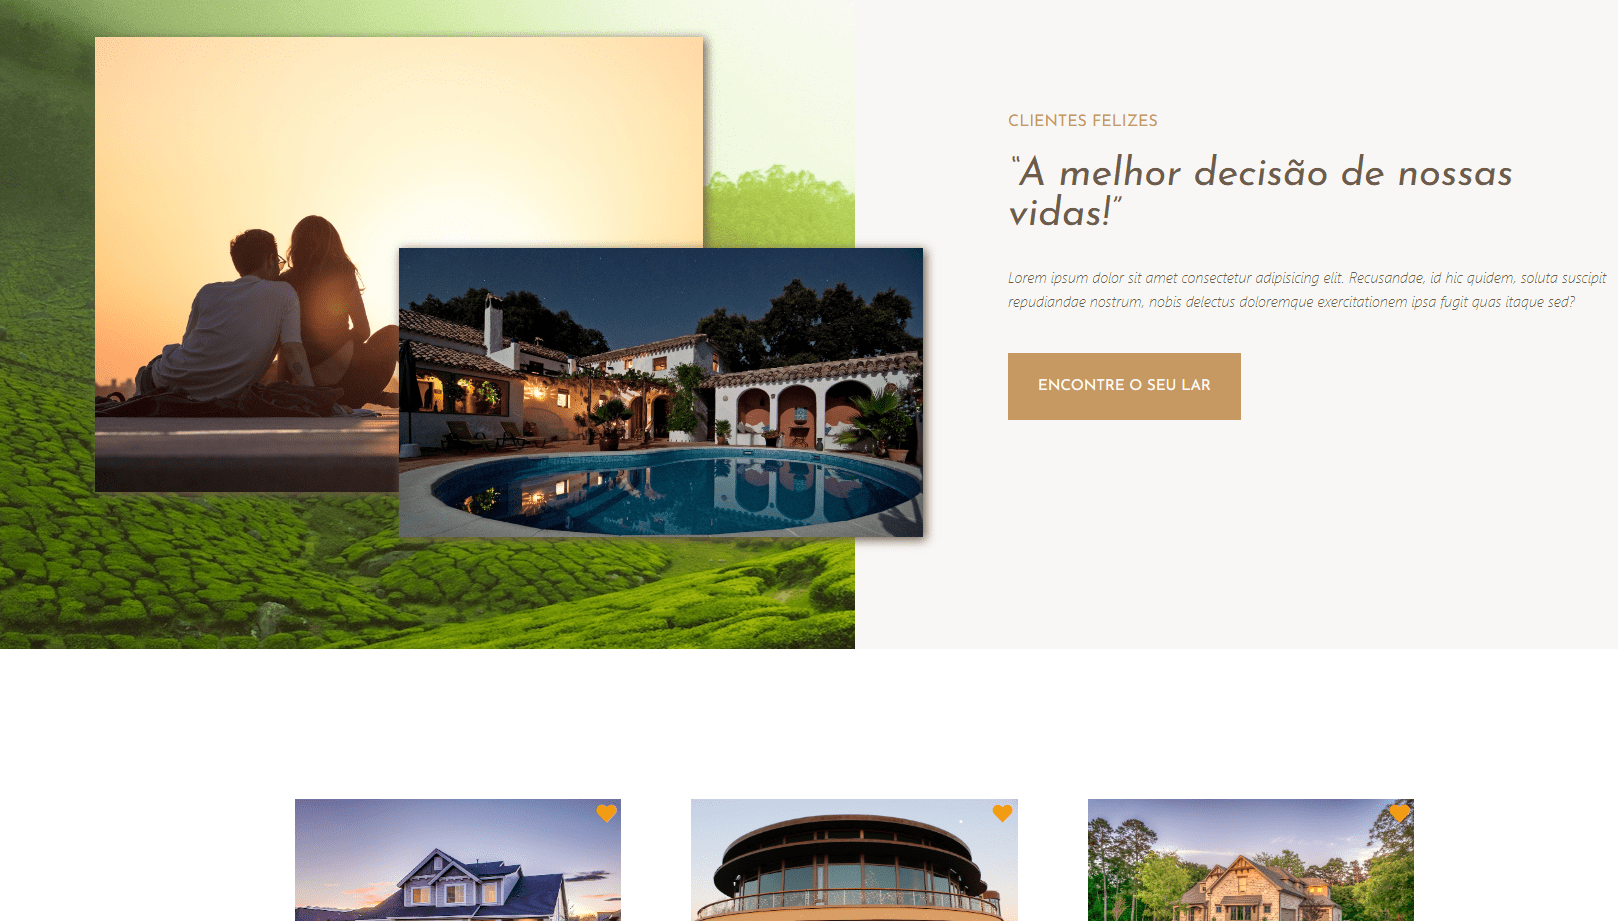 CLIENTES FELIZES
“A melhor decisão de nossas
vidas!”
Lorem ipsum dolor sit amet consectetur adipisicing elit. Recusandae, id hic quidem, soluta suscipit
repudiandae nostrum, nobis delectus doloremque exercitationem ipsa fugit quas itaque sed?
ENCONTRE O SEU LAR